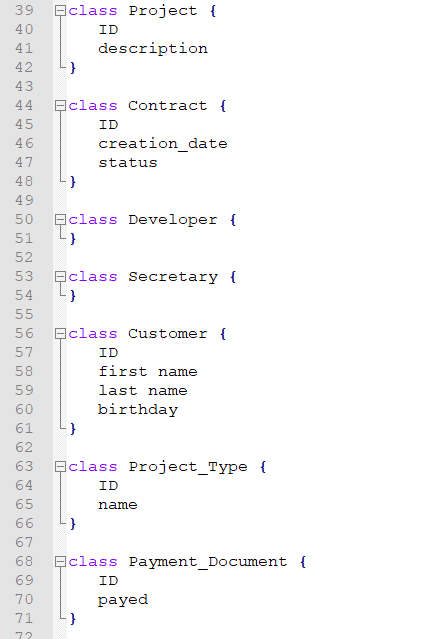 39 class Project {
40 ID
41 description
42 }
43
44 class Contract {
45 ID
46 creation_date
47 status
48 }
49
50 class Developer {
51 }
52
53 class Secretary {
54 }
55
56 class Customer {
57 ID
58 first name
59 last name
60 birthday
61 }
62
63 class Project_Type {
64 ID
65 name
66 }
67
68 class Payment_Document {
69 ID
70 payed
71 }
72